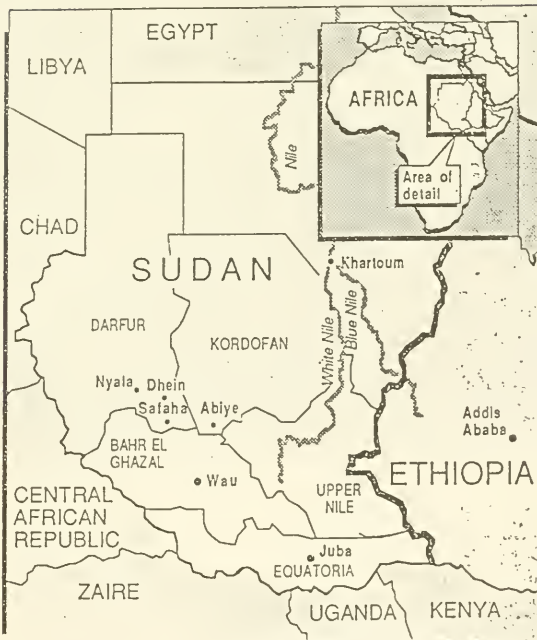 EGYPT
LIBYA
AFRICA
Nile
Area of
detail
CHAD
Khartoum
SUDAN
White Nile
Blue Nile
DARFUR
KORDOFAN
Nyala
Dhein
Safaha
Abiye
Addis
Ababa
BAHR EL
GHAZAL
Wau
ETHIOPIA
UPPER
NILE
CENTRAL
AFRICAN
REPUBLIC
Juba
EQUATORIA
ZAIRE
UGANDA
KENYA